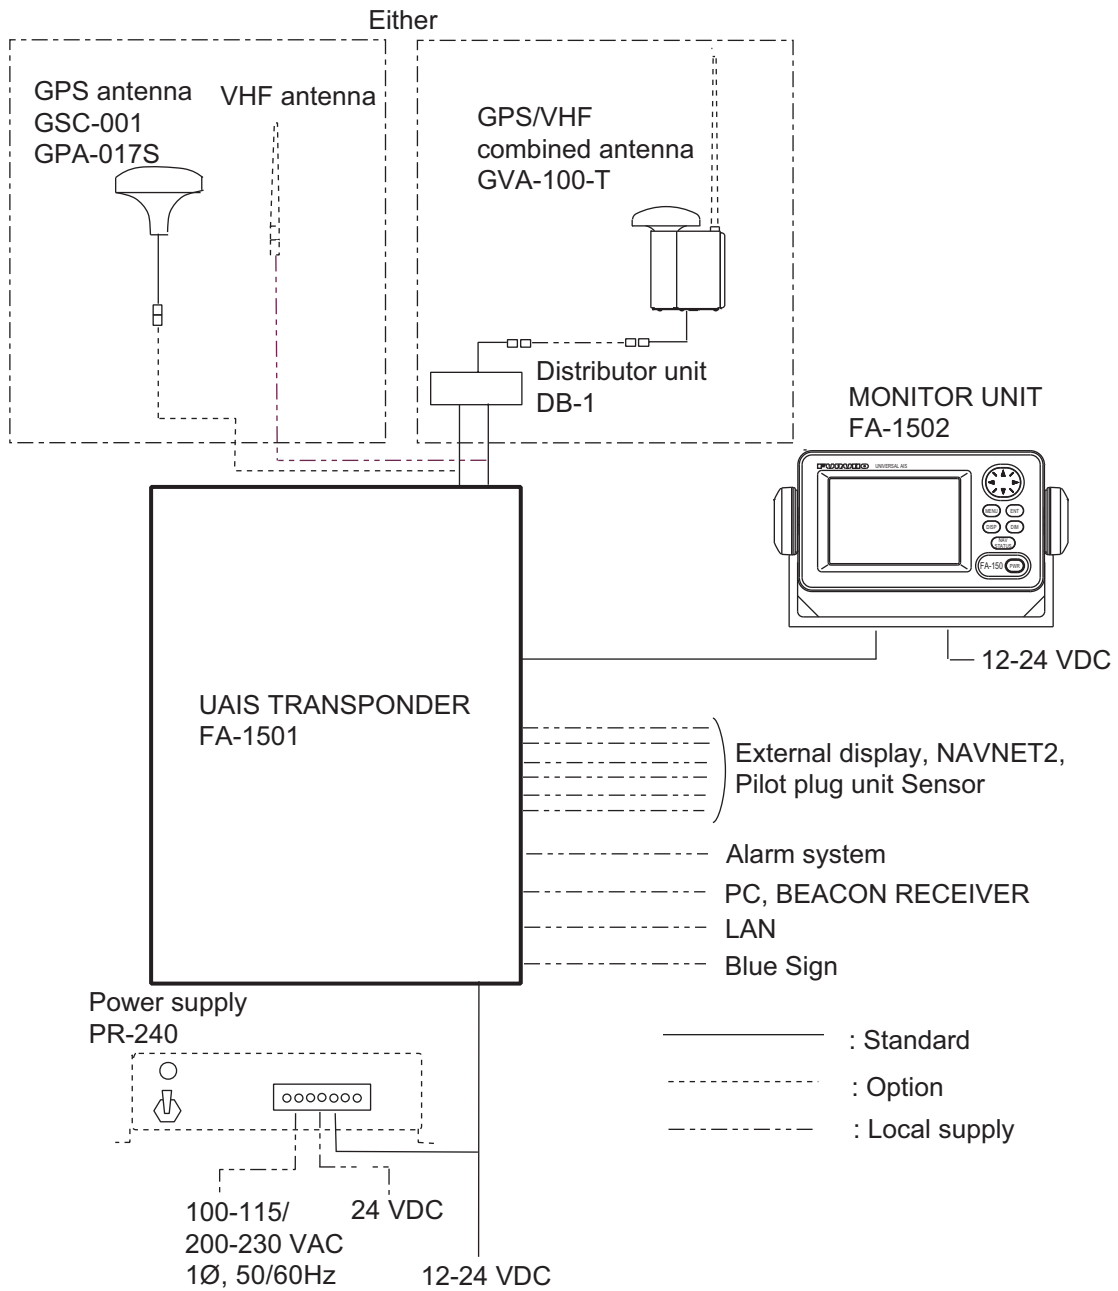 Either
GPS antenna
GSC-001
GPA-017S
VHF antenna
GPS/VHF
combined antenna
GVA-100-T
Distributor unit
DB-1
MONITOR UNIT
FA-1502
FURUNO UNIVERSAL AIS
MENU ENT
DISP DIM
NAV
STATUS
FA-150 PWR
12-24 VDC
UAIS TRANSPONDER
FA-1501
External display, NAVNET2,
Pilot plug unit Sensor
Alarm system
PC, BEACON RECEIVER
LAN
Blue Sign
Power supply
PR-240
: Standard
: Option
: Local supply
100-115/
200-230 VAC
1Ø, 50/60Hz
24 VDC
12-24 VDC